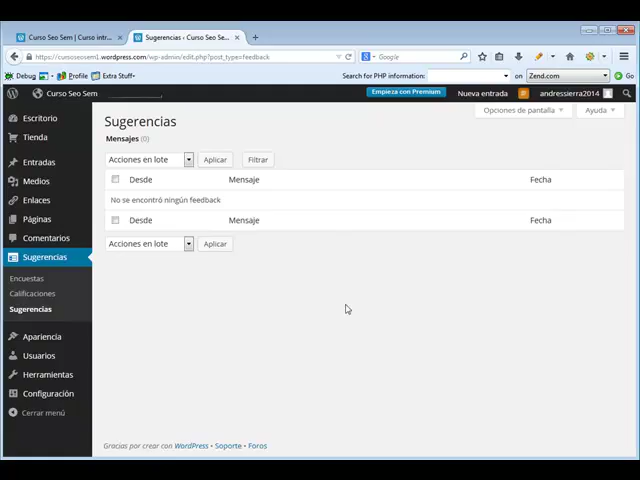 Curso Seo Sem | Curso intr...
Sugerencias ‹ Curso Seo Se...
https://cursoseosem1.wordpress.com/wp-admin/edit.php?post_type=feedback
Google
Debug
Profile
Extra Stuff
Search for PHP information:
on
Zend.com
Go
Curso Seo Sem
Empieza con Premium
Nueva entrada
andressierra2014
Opciones de pantalla
Ayuda
Escritorio
Tienda
Entradas
Medios
Enlaces
Páginas
Comentarios
Sugerencias
Encuestas
Calificaciones
Sugerencias
Apariencia
Usuarios
Herramientas
Configuración
Cerrar menú
Sugerencias
Mensajes (0)
Acciones en lote
Aplicar
Filtrar
Desde Mensaje Fecha
No se encontró ningún feedback
Desde Mensaje Fecha
Acciones en lote
Aplicar
Gracias por crear con WordPress • Soporte • Foros